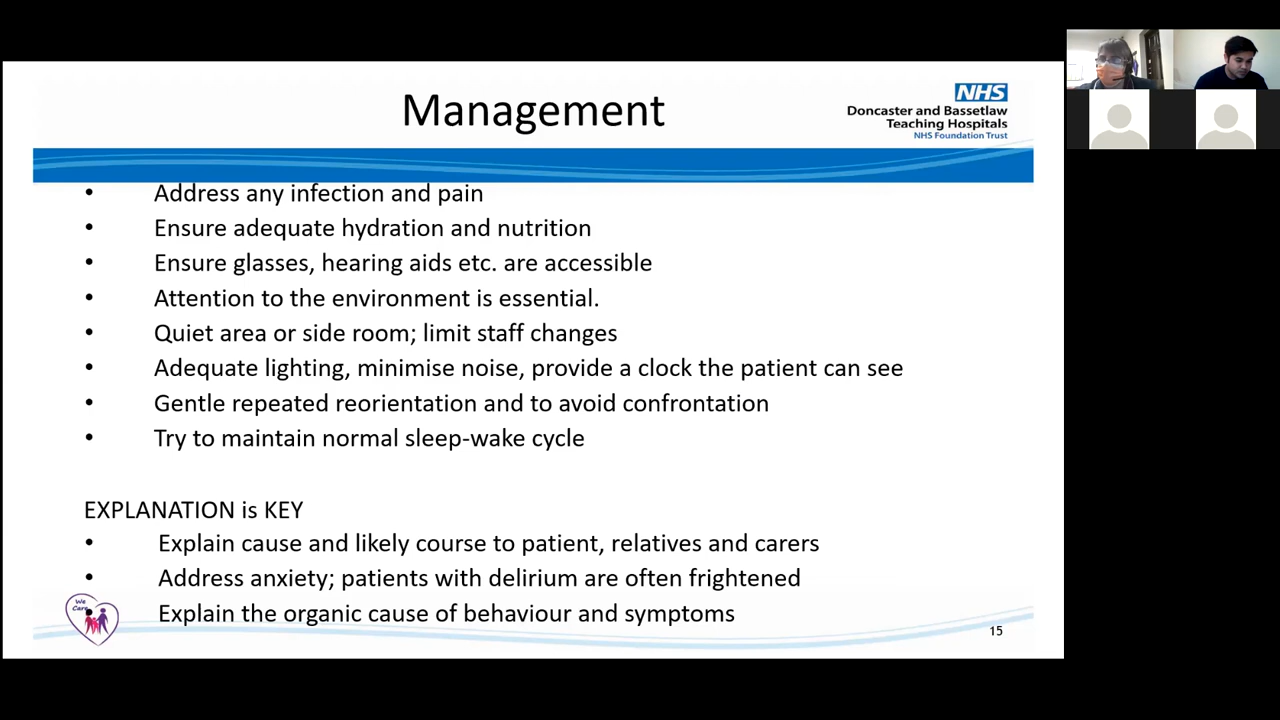 Management
NHS
Doncaster and Bassetlaw
Teaching Hospitals
NHS Foundation Trust
• Address any infection and pain
• Ensure adequate hydration and nutrition
• Ensure glasses, hearing aids etc. are accessible
• Attention to the environment is essential.
• Quiet area or side room; limit staff changes
• Adequate lighting, minimise noise, provide a clock the patient can see
• Gentle repeated reorientation and to avoid confrontation
• Try to maintain normal sleep-wake cycle
EXPLANATION is KEY
• Explain cause and likely course to patient, relatives and carers
• Address anxiety; patients with delirium are often frightened
• Explain the organic cause of behaviour and symptoms
We
Care
15